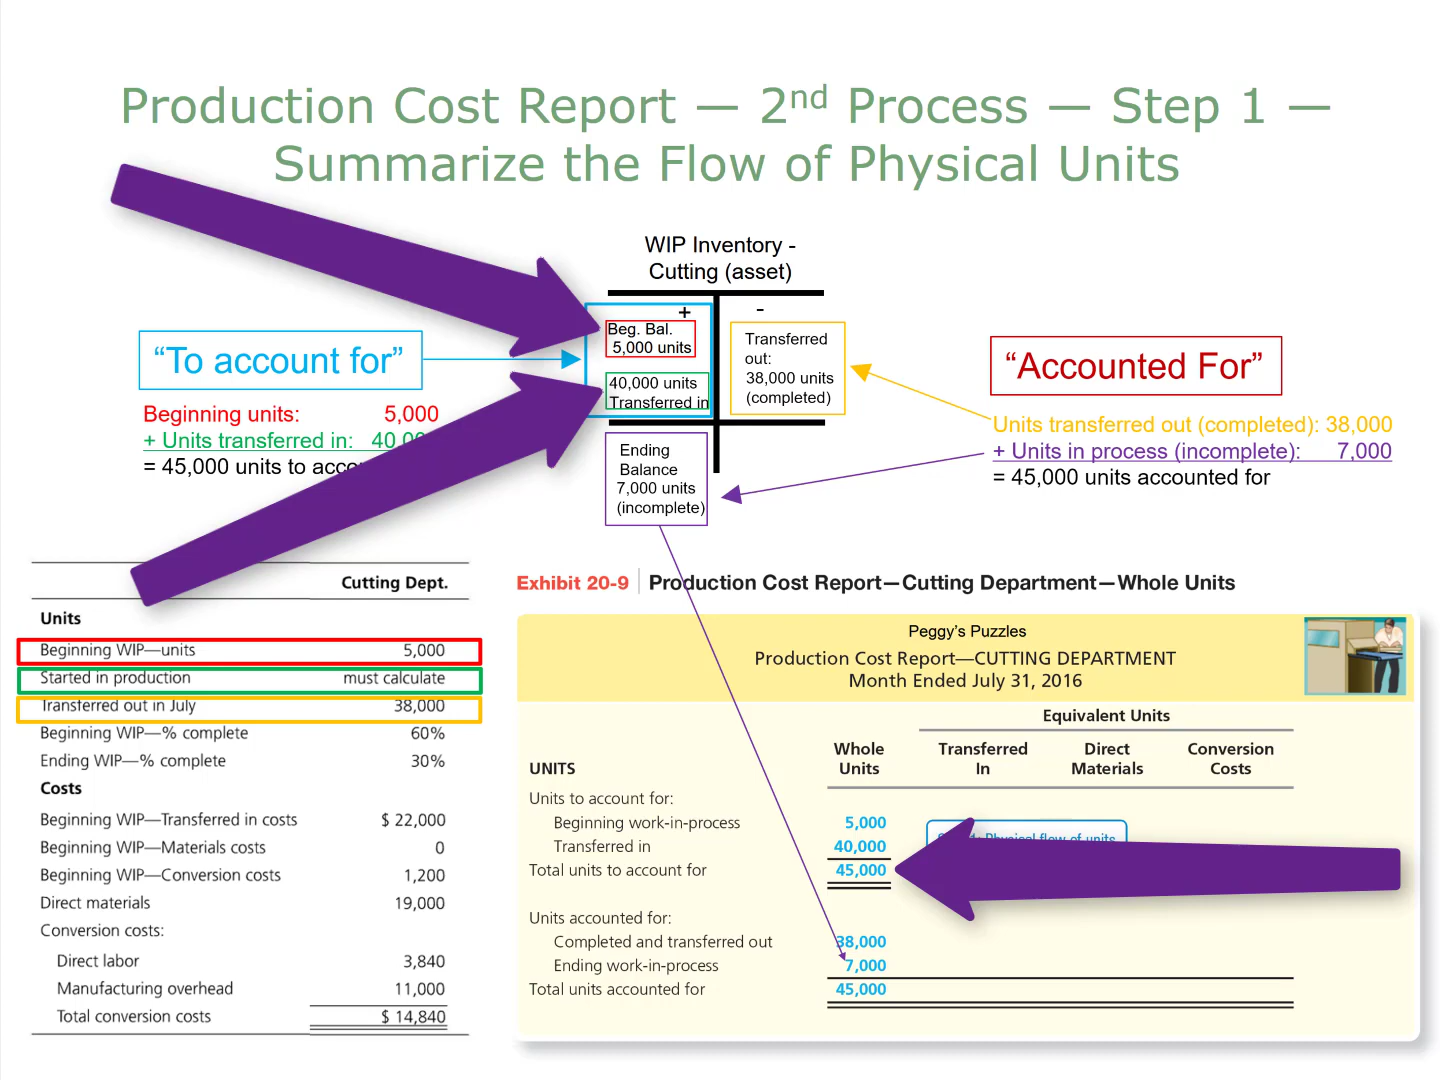 Production Cost Report — 2nd Process — Step 1 —
Summarize the Flow of Physical Units
WIP Inventory -
Cutting (asset)
+
-
Beg. Bal.
5,000 units
40,000 units
Transferred in
Transferred
out:
38,000 units
(completed)
Ending
Balance
7,000 units
(incomplete)
“To account for”
Beginning units: 5,000
+ Units transferred in: 40,00
= 45,000 units to acco
“Accounted For”
Units transferred out (completed): 38,000
+ Units in process (incomplete): 7,000
= 45,000 units accounted for
Cutting Dept.
Units
Beginning WIP—units 5,000
Started in production must calculate
Transferred out in July 38,000
Beginning WIP—% complete 60%
Ending WIP—% complete 30%
Costs
Beginning WIP—Transferred in costs $ 22,000
Beginning WIP—Materials costs 0
Beginning WIP—Conversion costs 1,200
Direct materials 19,000
Conversion costs:
Direct labor 3,840
Manufacturing overhead 11,000
Total conversion costs $ 14,840
Exhibit 20-9 Production Cost Report—Cutting Department—Whole Units
Peggy’s Puzzles
Production Cost Report—CUTTING DEPARTMENT
Month Ended July 31, 2016
Equivalent Units
UNITS Whole Units Transferred In Direct Materials Conversion Costs
Units to account for:
Beginning work-in-process 5,000
Transferred in 40,000
Total units to account for 45,000
Physical flow of units
Units accounted for:
Completed and transferred out 38,000
Ending work-in-process 7,000
Total units accounted for 45,000